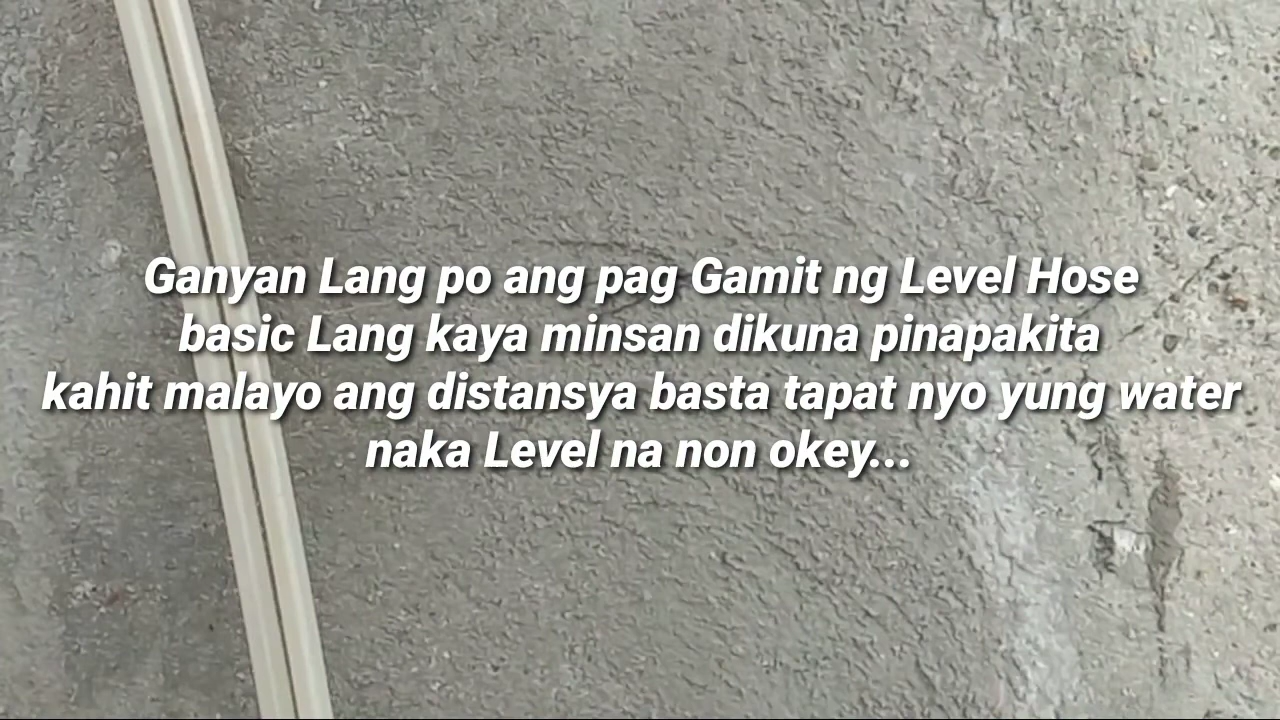 Ganyan Lang po ang pag Gamit ng Level Hose
basic Lang kaya minsan dikuna pinapakita
kahit malayo ang distansya basta tapat nyo yung water
naka Level na non okey...